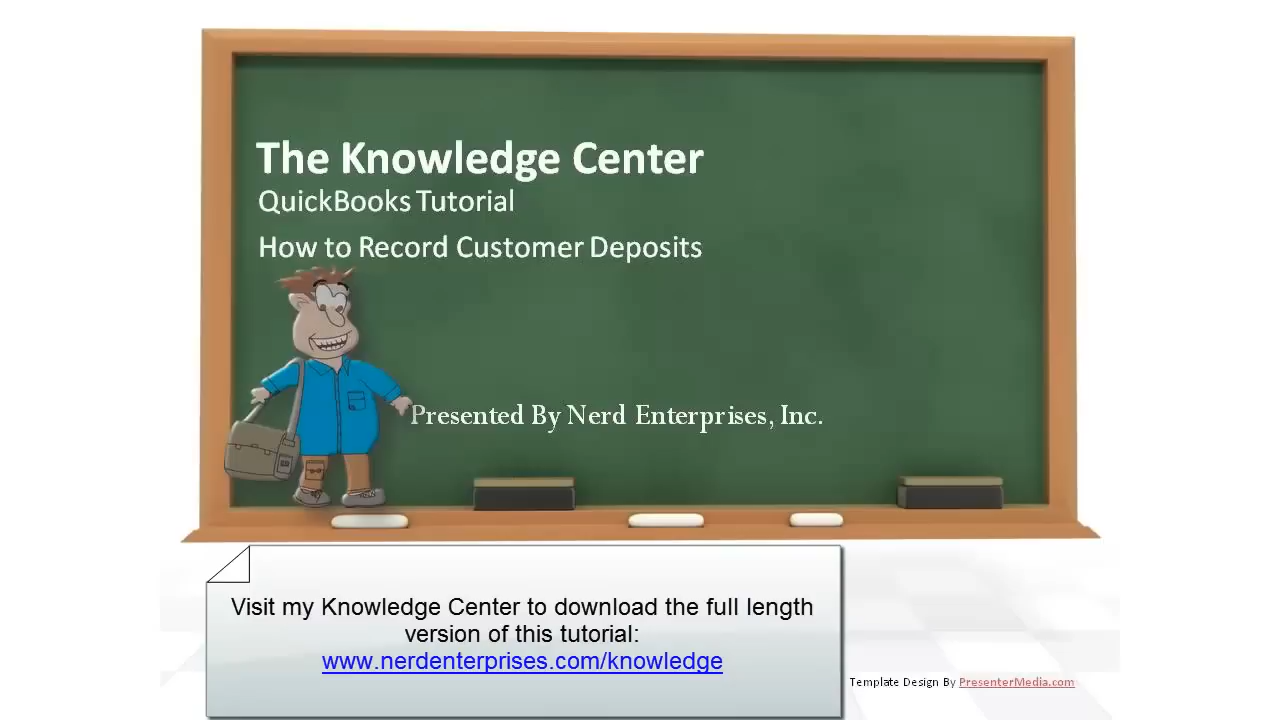 The Knowledge Center
QuickBooks Tutorial
How to Record Customer Deposits
Presented By Nerd Enterprises, Inc.
Visit my Knowledge Center to download the full length
version of this tutorial:
www.nerdenterprises.com/knowledge
Template Design By PresenterMedia.com